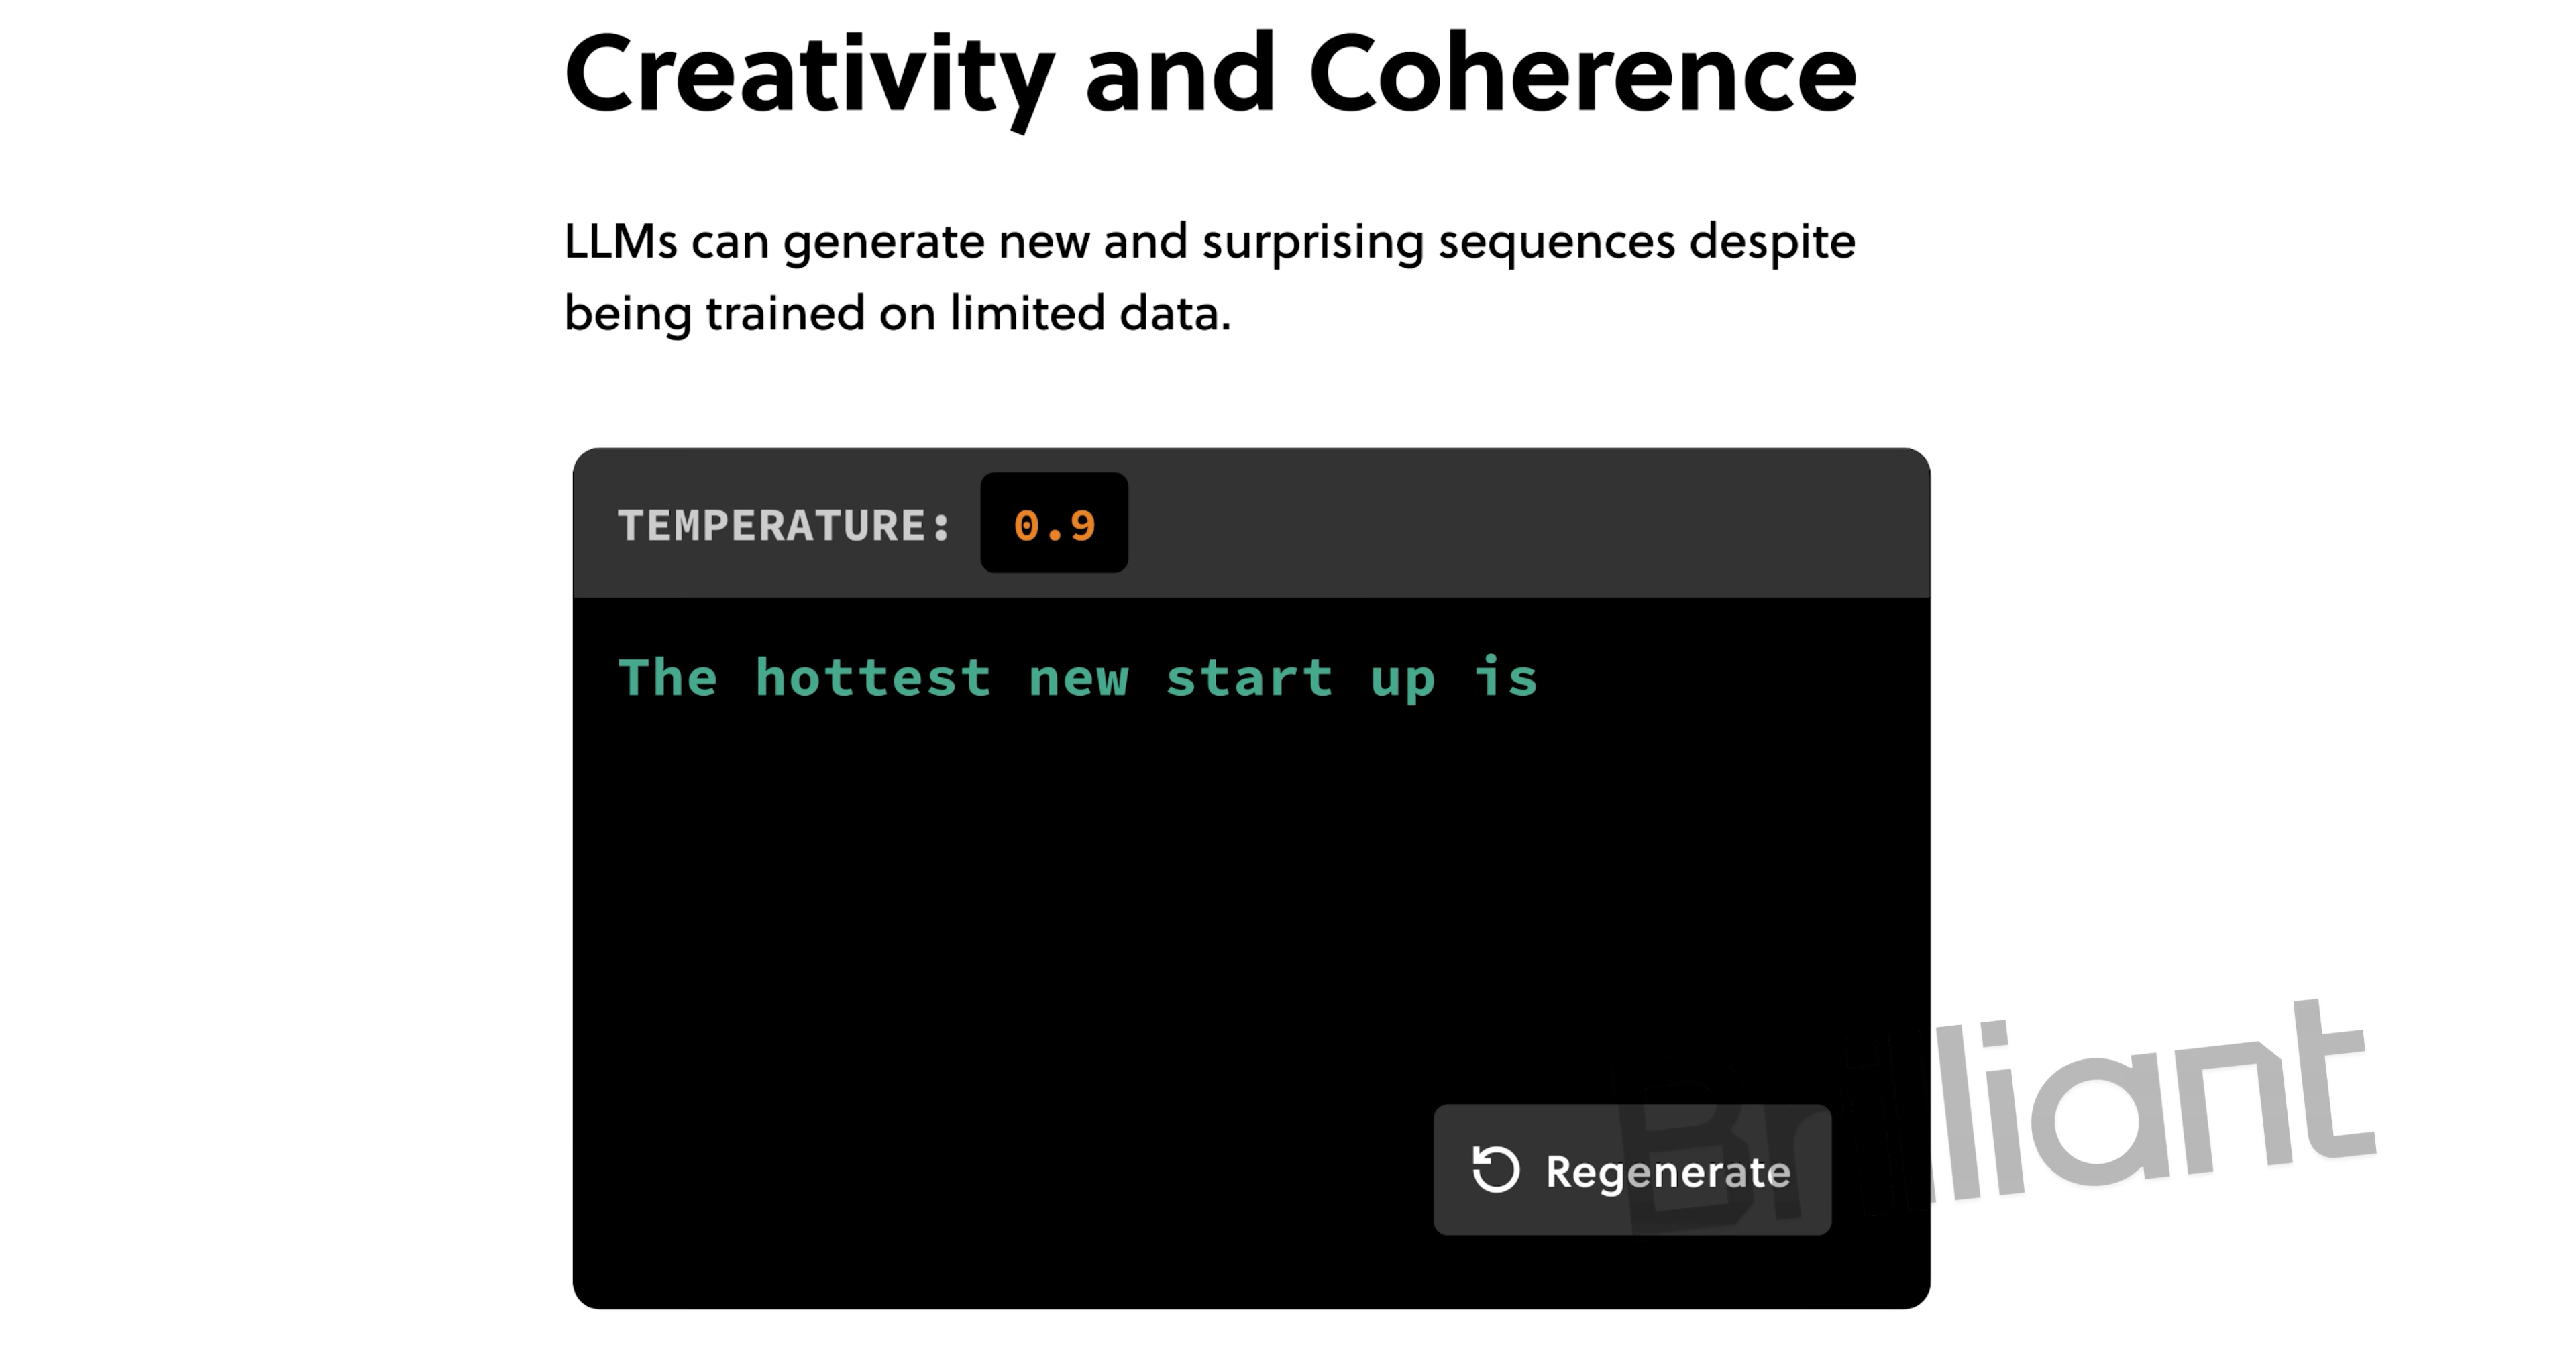 Creativity and Coherence
LLMs can generate new and surprising sequences despite
being trained on limited data.
TEMPERATURE: 0.9
The hottest new start up is
Regenerate
Brilliant